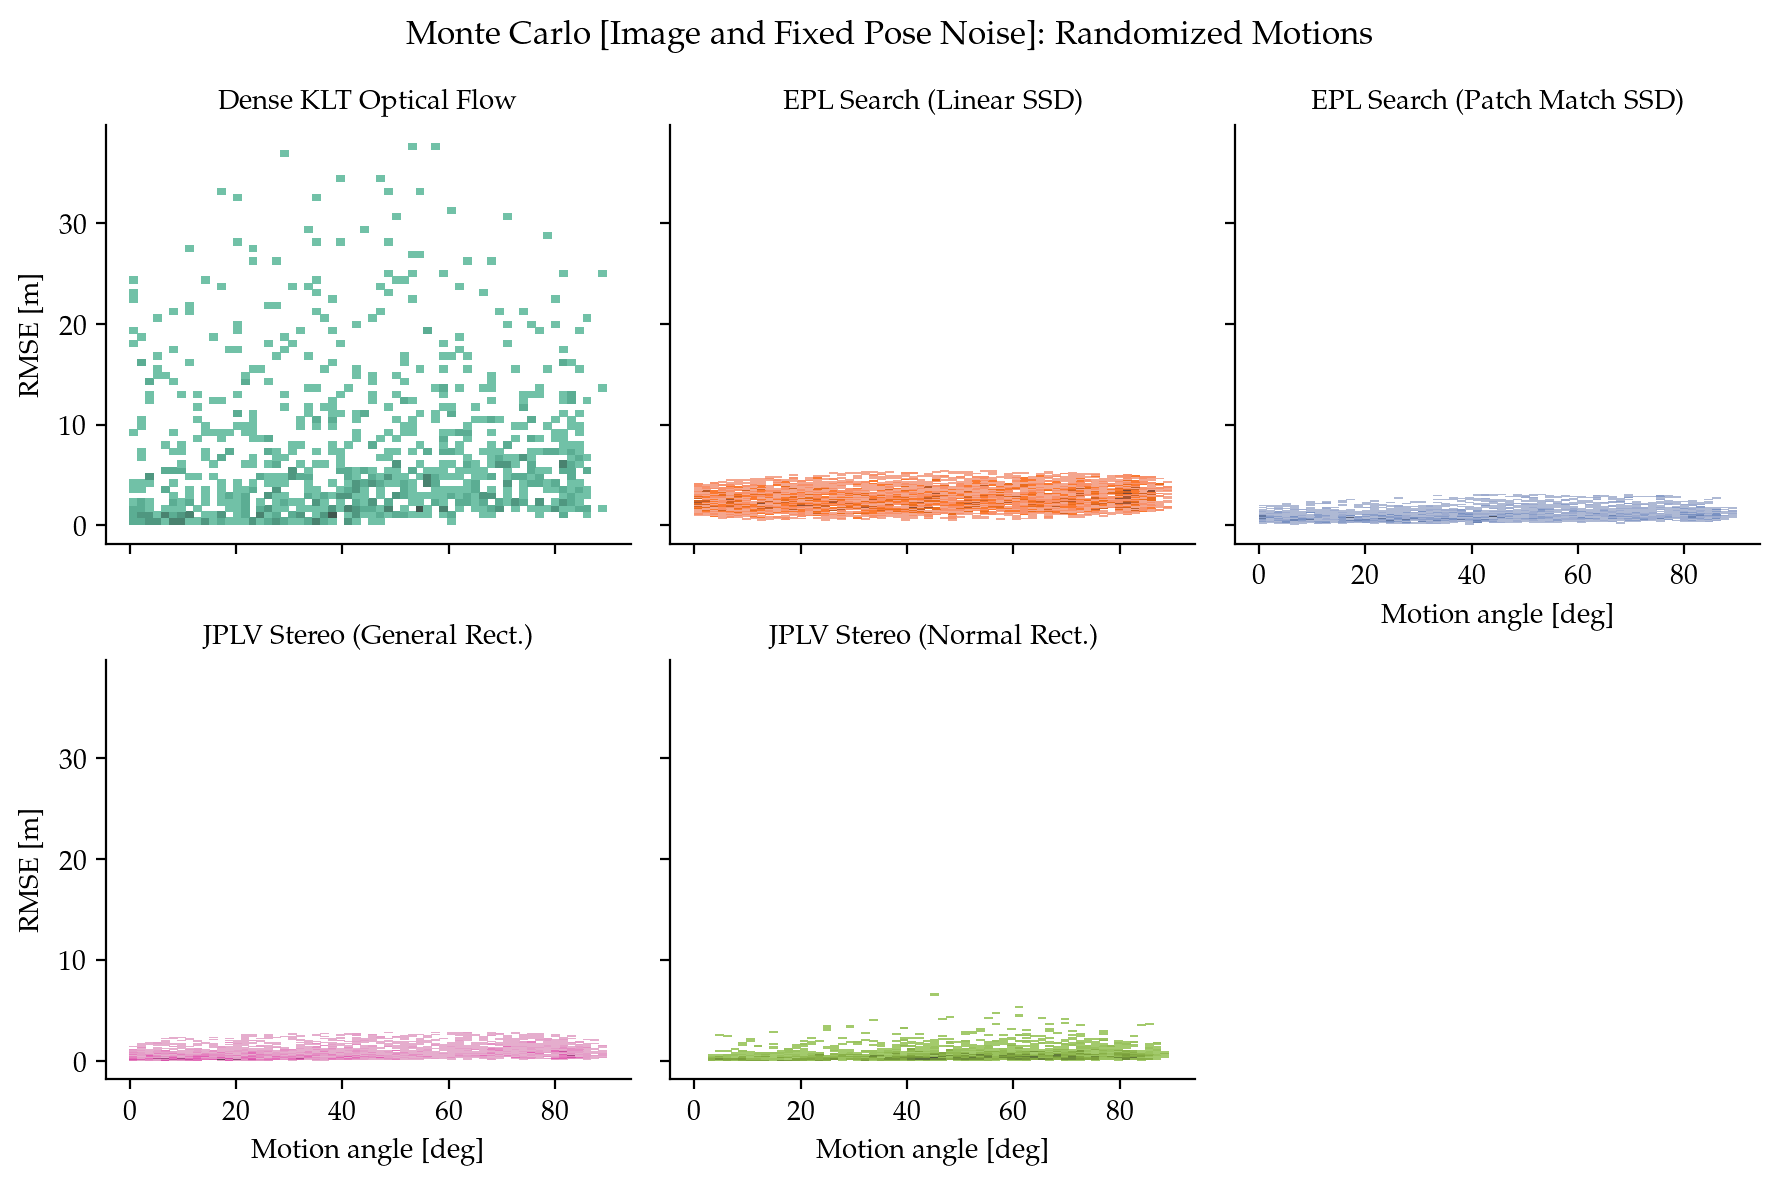 Monte Carlo [Image and Fixed Pose Noise]: Randomized Motions
Dense KLT Optical Flow
EPL Search (Linear SSD)
EPL Search (Patch Match SSD)
RMSE [m]
30
20
10
0
0 20 40 60 80
Motion angle [deg]
JPLV Stereo (General Rect.)
JPLV Stereo (Normal Rect.)
RMSE [m]
30
20
10
0
0 20 40 60 80
Motion angle [deg]
0 20 40 60 80
Motion angle [deg]